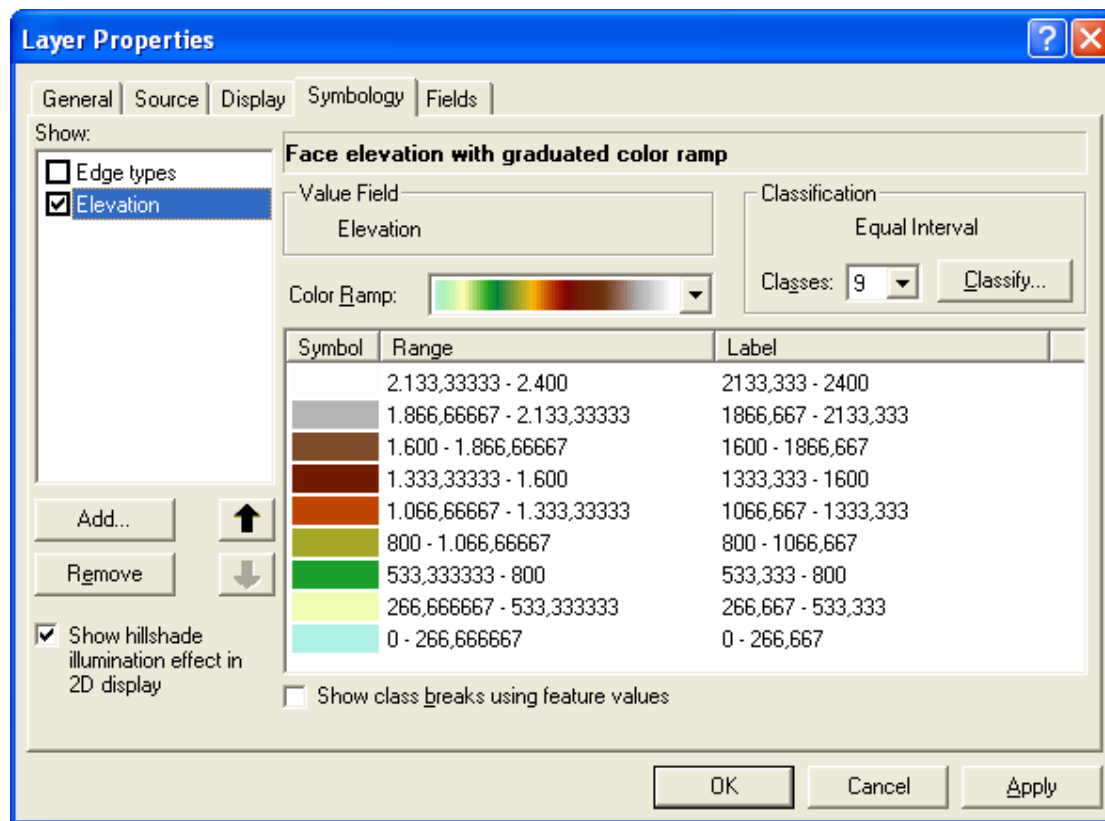 Layer Properties
General Source Display Symbology Fields
Show:
Edge types
Elevation
Face elevation with graduated color ramp
Value Field
Elevation
Classification
Equal Interval
Color Ramp:
Classes: 9 Classify...
Symbol Range Label
2.133,33333 - 2.400 2133,333 - 2400
1.866,66667 - 2.133,33333 1866,667 - 2133,333
1.600 - 1.866,66667 1600 - 1866,667
1.333,33333 - 1.600 1333,333 - 1600
1.066,66667 - 1.333,33333 1066,667 - 1333,333
800 - 1.066,66667 800 - 1066,667
533,333333 - 800 533,333 - 800
266,666667 - 533,333333 266,667 - 533,333
0 - 266,666667 0 - 266,667
Add...
Remove
Show hillshade
illumination effect in
2D display
Show class breaks using feature values
OK Cancel Apply